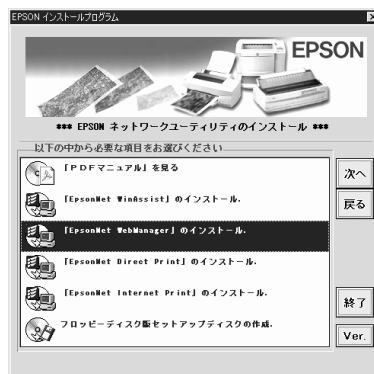 EPSON インストールプログラム
EPSON
*** EPSON ネットワークユーティリティのインストール ***
以下の中から必要な項目をお選びください
「PDFマニュアル」を見る
「EpsonNet WinAssist」のインストール.
「EpsonNet WebManager」のインストール.
「EpsonNet Direct Print」のインストール.
「EpsonNet Internet Print」のインストール.
フロッピーディスク版セットアップディスクの作成.
次へ
戻る
終了
Ver.